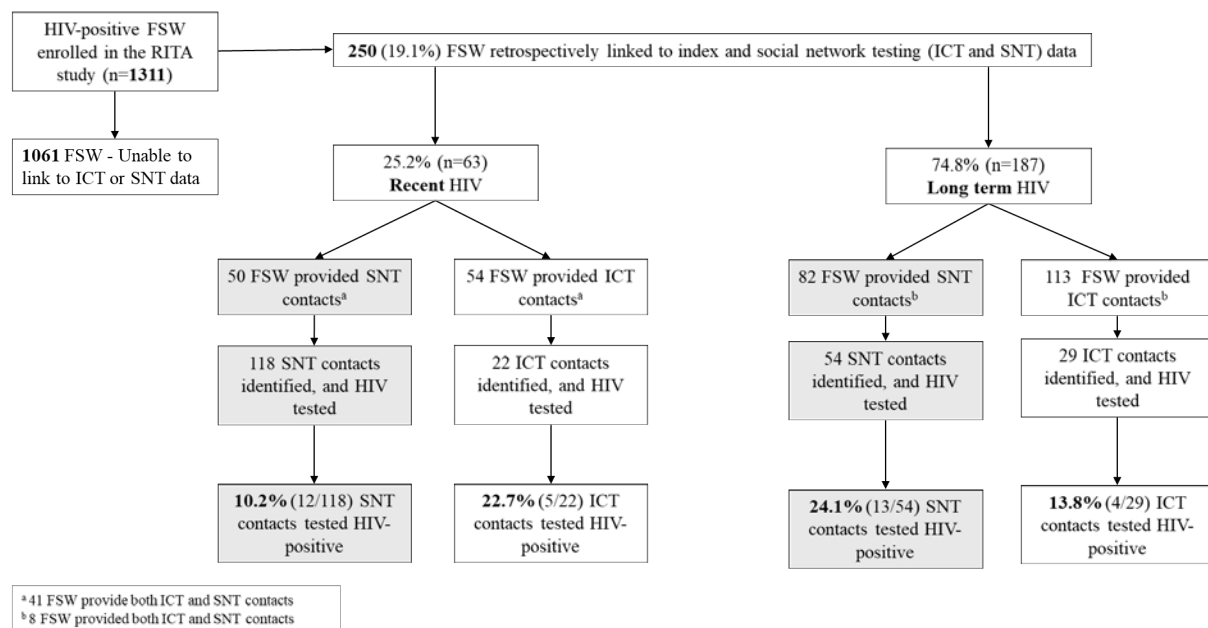 HIV-positive FSW
enrolled in the RITA
study (n=1311)
250 (19.1%) FSW retrospectively linked to index and social network testing (ICT and SNT) data
1061 FSW - Unable to
link to ICT or SNT data
25.2% (n=63)
Recent HIV
74.8% (n=187)
Long term HIV
50 FSW provided SNT
contactsᵃ
54 FSW provided ICT
contactsᵃ
82 FSW provided SNT
contactsᵇ
113 FSW provided
ICT contactsᵇ
118 SNT contacts
identified, and HIV
tested
22 ICT contacts
identified, and HIV
tested
54 SNT contacts
identified, and HIV
tested
29 ICT contacts
identified, and HIV
tested
10.2% (12/118) SNT
contacts tested HIV-
positive
22.7% (5/22) ICT
contacts tested HIV-
positive
24.1% (13/54) SNT
contacts tested HIV-
positive
13.8% (4/29) ICT
contacts tested HIV-
positive
ᵃ 41 FSW provide both ICT and SNT contacts
ᵇ 8 FSW provided both ICT and SNT contacts